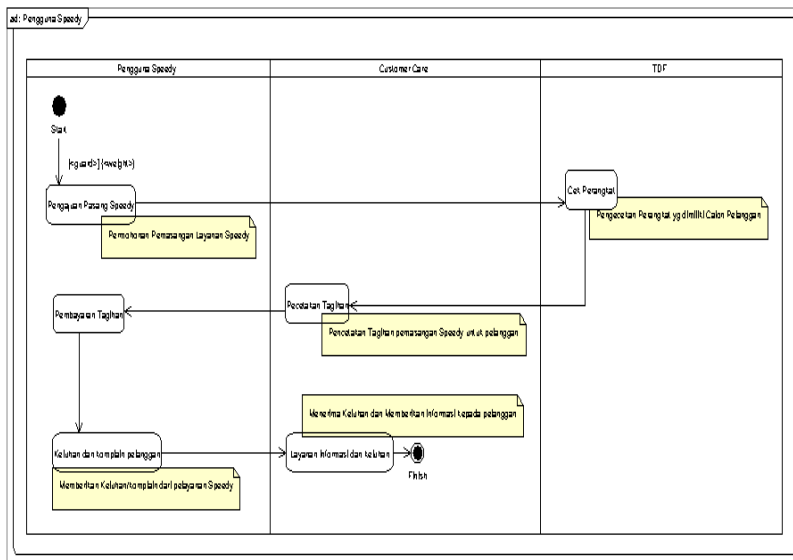 ad: Pengguna Speedy
Pengguna Speedy
Customer Care
TDF
Start
[<guard>] {<weight>}
Pengajuan Pasang Speedy
Cek Perangkat
Permohonan Pemasangan Layanan Speedy
Pengecekan Perangkat yg dimiliki Calon Pelanggan
Pembayaran Tagihan
Pecetakan Tagihan
Pencetakan Tagihan pemasangan Speedy untuk pelanggan
Menerima Keluhan dan Memberikan Informasi kepada pelanggan
Keluhan dan komplain pelanggan
Layanan Informasi dan keluhan
Finish
Memberikan Keluhan/komplain dari pelayanan Speedy